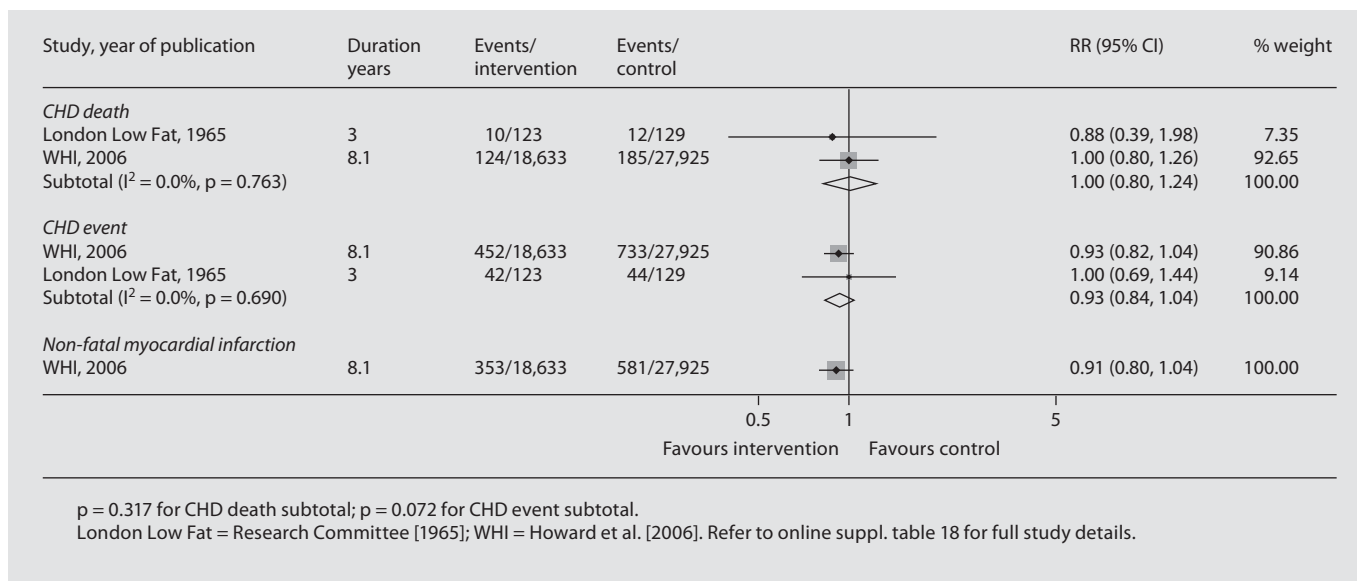 Study, year of publication Duration years Events/ intervention Events/ control RR (95% CI) % weight
CHD death
London Low Fat, 1965 3 10/123 12/129 0.88 (0.39, 1.98) 7.35
WHI, 2006 8.1 124/18,633 185/27,925 1.00 (0.80, 1.26) 92.65
Subtotal (I² = 0.0%, p = 0.763) 1.00 (0.80, 1.24) 100.00
CHD event
WHI, 2006 8.1 452/18,633 733/27,925 0.93 (0.82, 1.04) 90.86
London Low Fat, 1965 3 42/123 44/129 1.00 (0.69, 1.44) 9.14
Subtotal (I² = 0.0%, p = 0.690) 0.93 (0.84, 1.04) 100.00
Non-fatal myocardial infarction
WHI, 2006 8.1 353/18,633 581/27,925 0.91 (0.80, 1.04) 100.00
0.5 1 5
Favours intervention Favours control
p = 0.317 for CHD death subtotal; p = 0.072 for CHD event subtotal.
London Low Fat = Research Committee [1965]; WHI = Howard et al. [2006]. Refer to online suppl. table 18 for full study details.